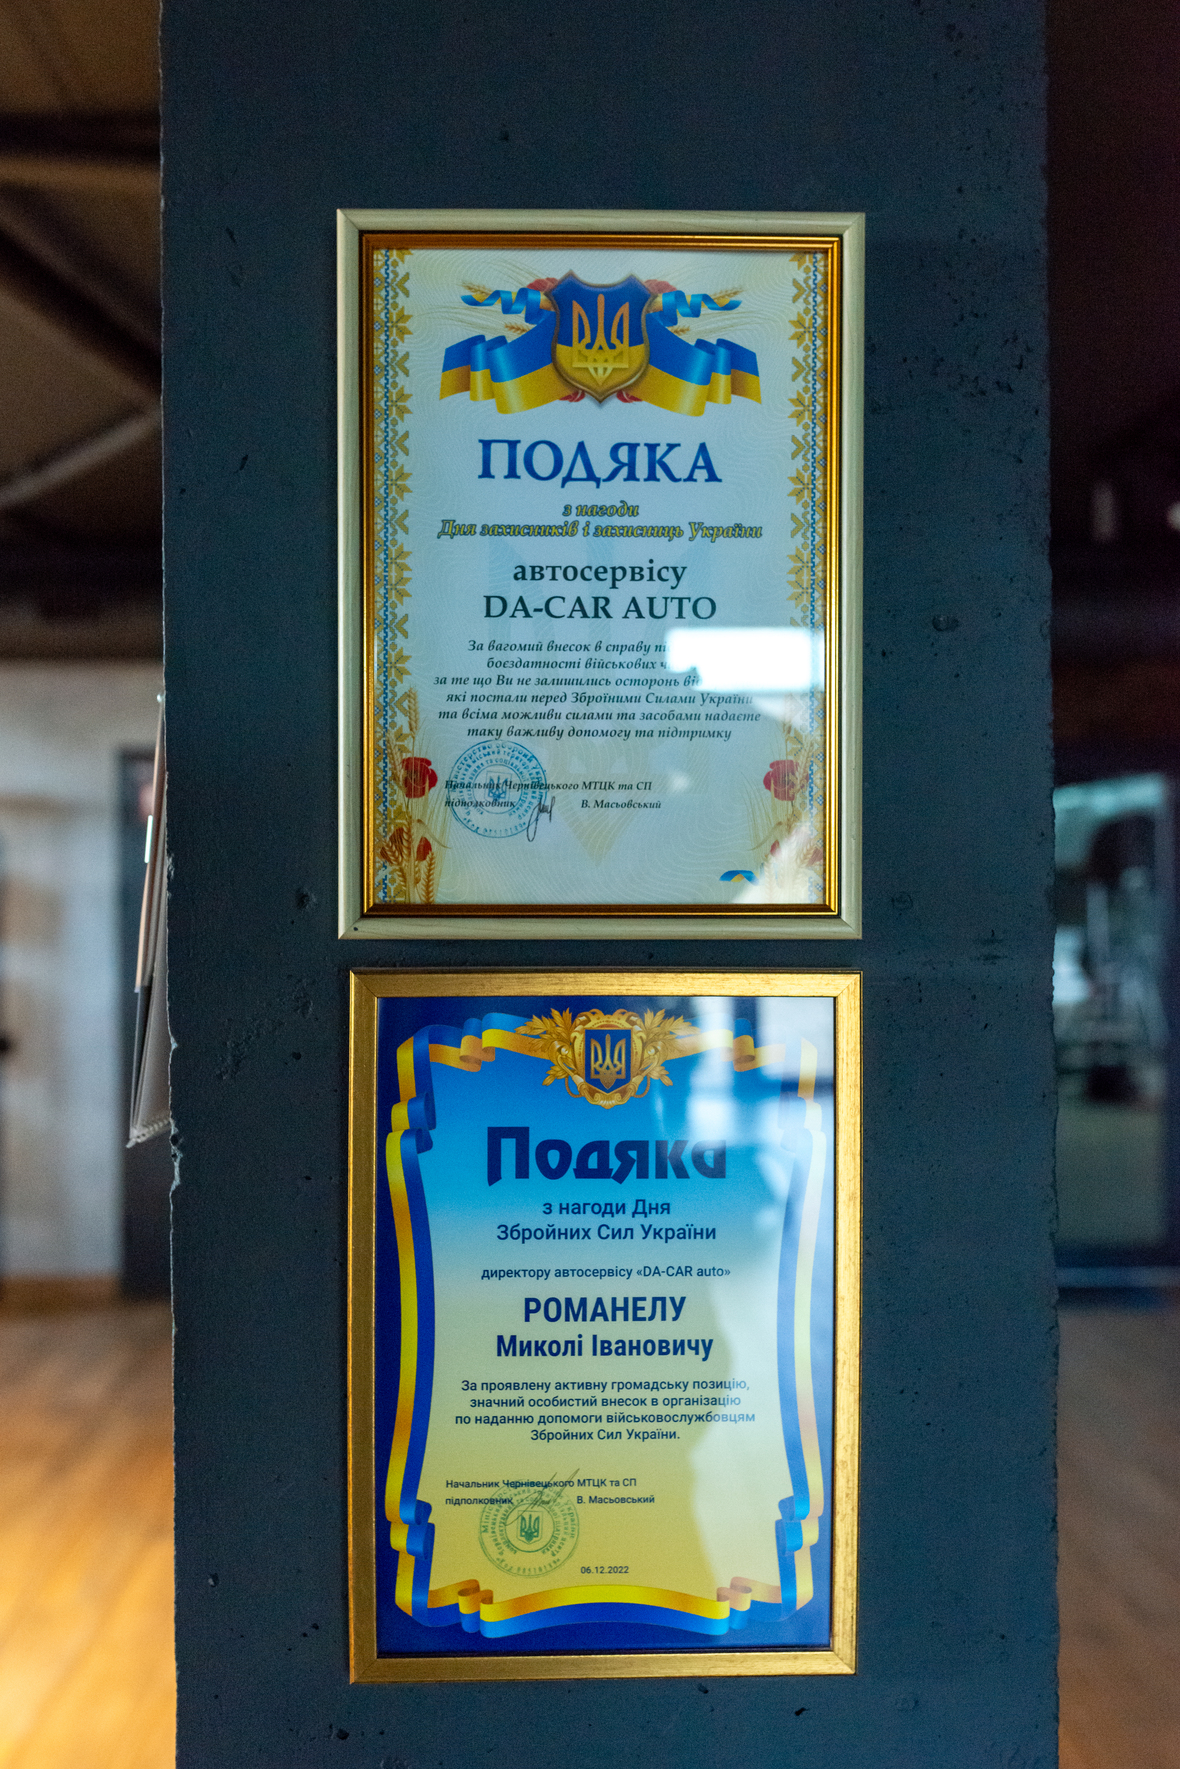 ПОДЯКА
з нагоди
Дня захисників і захисниць України
автосервісу
DA-CAR AUTO
За вагомий внесок в справу
боєздатності військових
за те що Ви не залишились осторонь
які постали перед Збройними Силами України
та всіма можливи силами та засобами надаєте
таку важливу допомогу та підтримку
Начальник Чернівецького МТЦК та СП
підполковник В. Масьовський
Подяка
з нагоди Дня
Збройних Сил України
директору автосервісу «DA-CAR auto»
РОМАНЕЛУ
Миколі Івановичу
За проявлену активну громадську позицію,
значний особистий внесок в організацію
по наданню допомоги військовослужбовцям
Збройних Сил України.
Начальник Чернівецького МТЦК та СП
підполковник В. Масьовський
06.12.2022